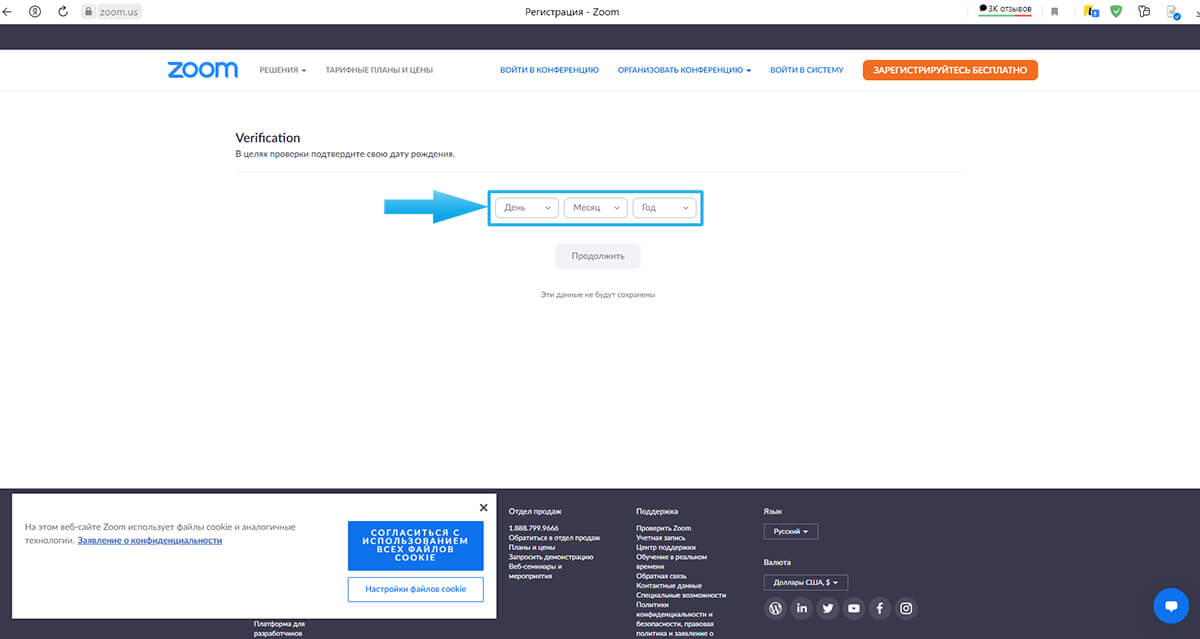 zoom.us
Регистрация - Zoom
3K отзывов
zoom
РЕШЕНИЯ
ТАРИФНЫЕ ПЛАНЫ И ЦЕНЫ
ВОЙТИ В КОНФЕРЕНЦИЮ
ОРГАНИЗОВАТЬ КОНФЕРЕНЦИЮ
ВОЙТИ В СИСТЕМУ
ЗАРЕГИСТРИРУЙТЕСЬ БЕСПЛАТНО
Verification
В целях проверки подтвердите свою дату рождения.
День
Месяц
Год
Продолжить
Эти данные не будут сохранены
На этом веб-сайте Zoom использует файлы cookie и аналогичные
технологии. Заявление о конфиденциальности
СОГЛАСИТЬСЯ С
ИСПОЛЬЗОВАНИЕМ
ВСЕХ ФАЙЛОВ
COOKIE
Настройки файлов cookie
Платформа для
разработчиков
Отдел продаж
1.888.799.9666
Обратиться в отдел продаж
Планы и цены
Запросить демонстрацию
Веб-семинары и
мероприятия
Поддержка
Проверить Zoom
Учетная запись
Центр поддержки
Обучение в реальном
времени
Обратная связь
Контактные данные
Специальные возможности
Политики
конфиденциальности и
безопасности, правовая
политика и заявление о
Язык
Русский
Валюта
Доллары США, $